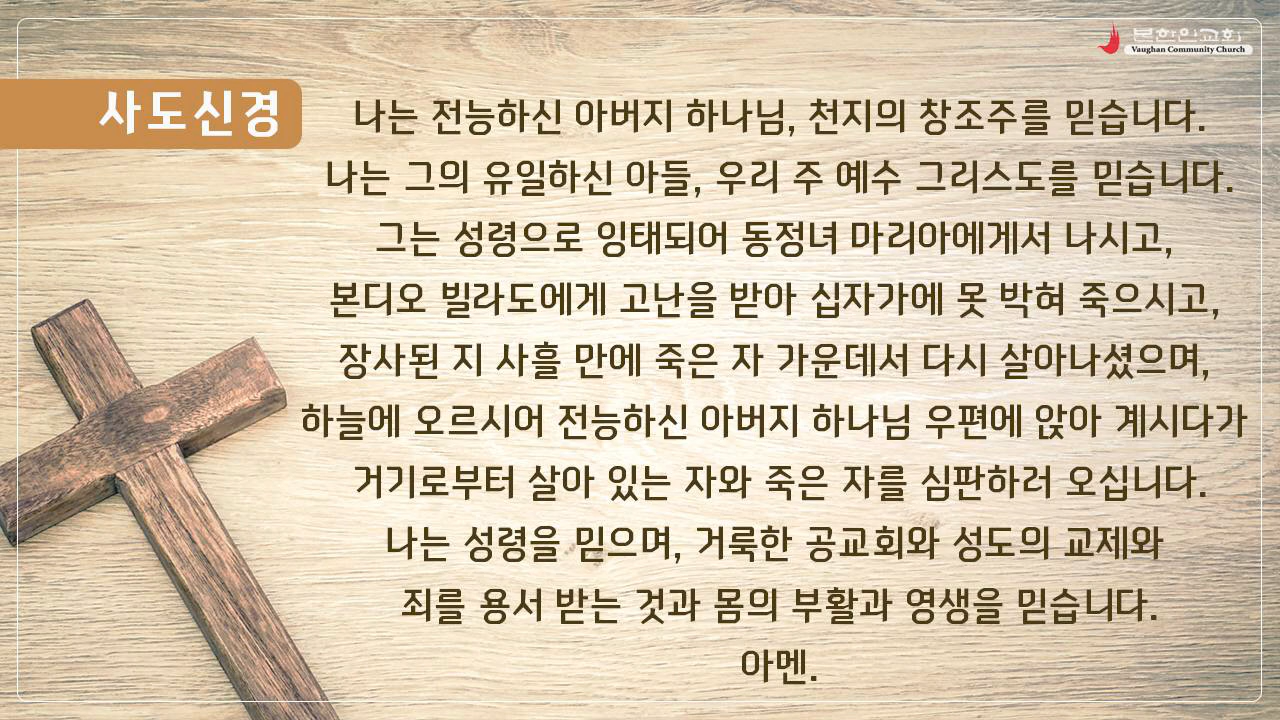 본한인교회
Vaughan Community Church
사도신경
나는 전능하신 아버지 하나님, 천지의 창조주를 믿습니다.
나는 그의 유일하신 아들, 우리 주 예수 그리스도를 믿습니다.
그는 성령으로 잉태되어 동정녀 마리아에게서 나시고,
본디오 빌라도에게 고난을 받아 십자가에 못 박혀 죽으시고,
장사된 지 사흘 만에 죽은 자 가운데서 다시 살아나셨으며,
하늘에 오르시어 전능하신 아버지 하나님 우편에 앉아 계시다가
거기로부터 살아 있는 자와 죽은 자를 심판하러 오십니다.
나는 성령을 믿으며, 거룩한 공교회와 성도의 교제와
죄를 용서 받는 것과 몸의 부활과 영생을 믿습니다.
아멘.